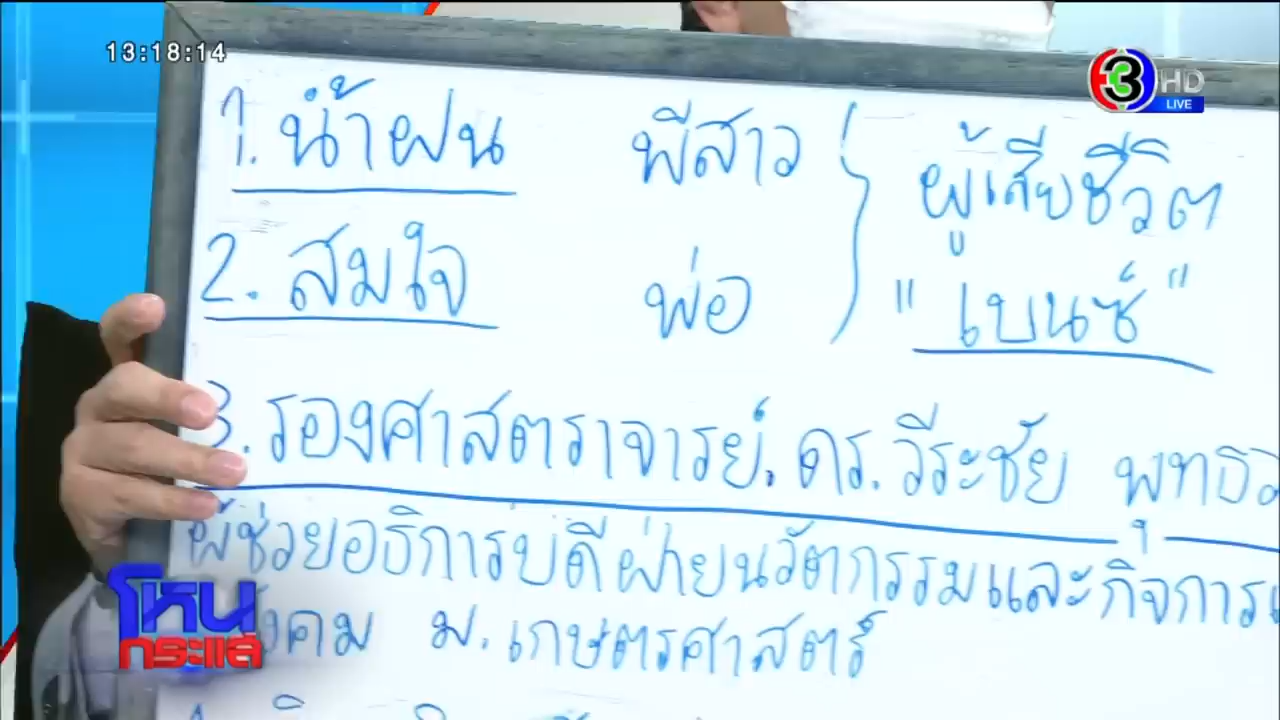 13:18:14
3 HD
LIVE
1. น้ำฝน พี่สาว } ผู้เสียชีวิต
2. สมใจ พ่อ "เบนซ์"
3. รองศาสตราจารย์. ดร. วีระชัย
ผู้ช่วยอธิการบดีฝ่ายนวัตกรรมและกิจการ
ม. เกษตรศาสตร์
โหนกระแส